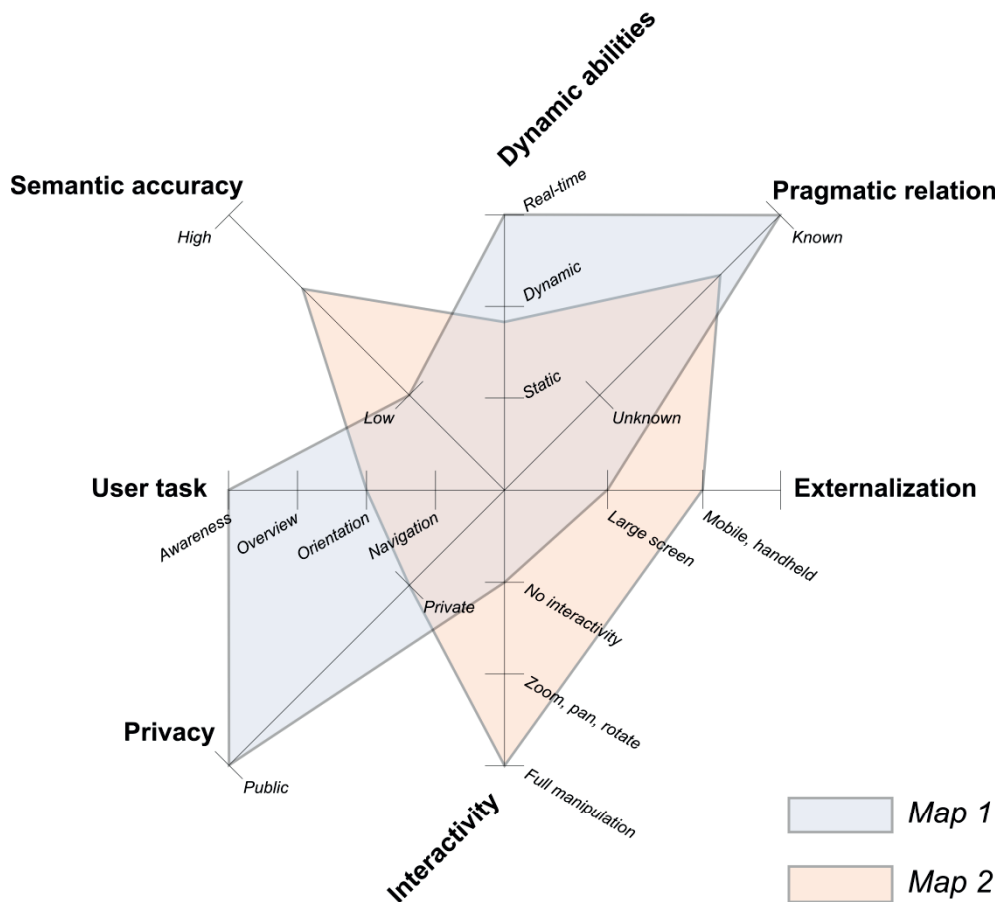 Dynamic abilities
Semantic accuracy
Real-time
Pragmatic relation
High
Known
Dynamic
Static
Low
Unknown
User task
Externalization
Awareness
Overview
Orientation
Navigation
Large screen
Mobile, handheld
Private
No interactivity
Zoom, pan, rotate
Privacy
Public
Full manipulation
Interactivity
Map 1
Map 2